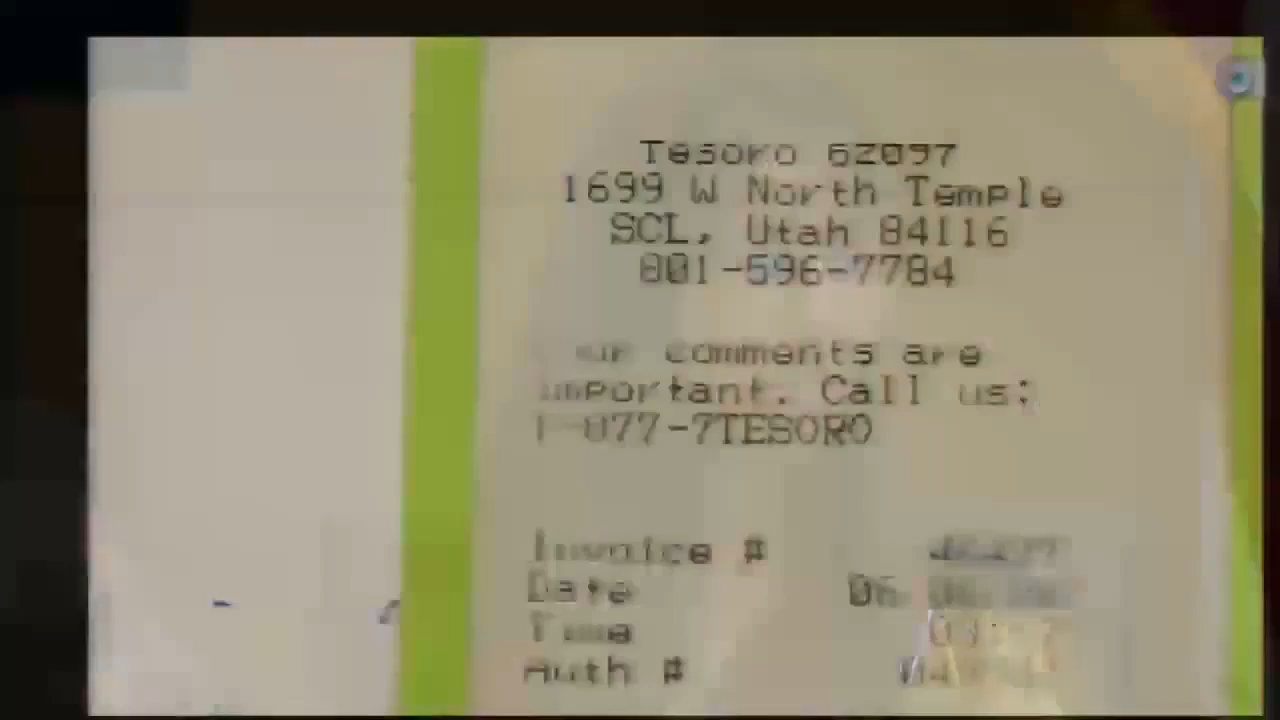 Tesoro 62097
1699 W North Temple
SCL, Utah 84116
801-596-7784
comments are
important. Call us:
1-877-7TESORO
Invoice #
Date
Time
Auth #